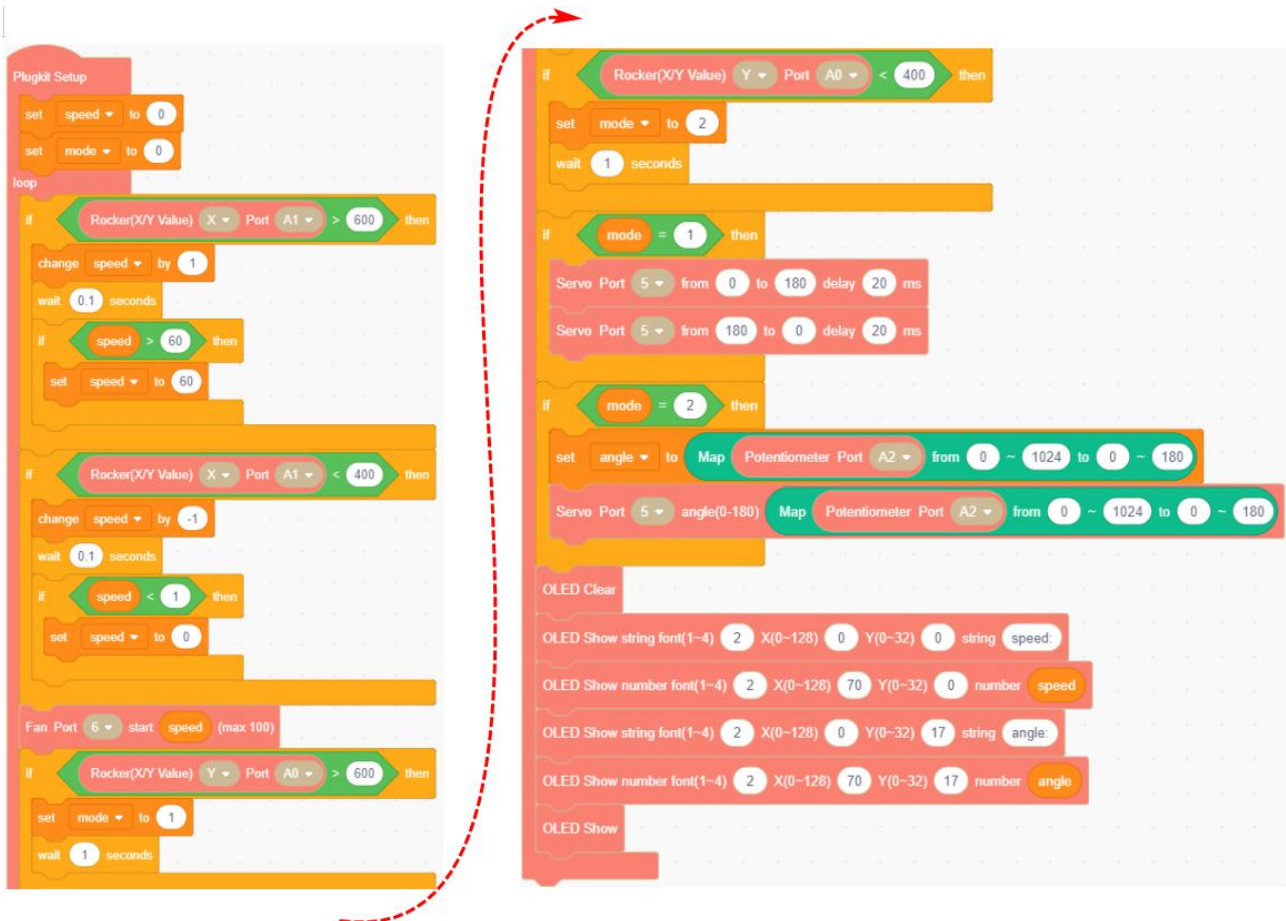 Plugkit Setup
set speed to 0
set mode to 0
loop
if Rocker(X/Y Value) X Port A1 > 600 then
change speed by 1
wait 0.1 seconds
if speed > 60 then
set speed to 60
if Rocker(X/Y Value) X Port A1 < 400 then
change speed by -1
wait 0.1 seconds
if speed < 1 then
set speed to 0
Fan Port 6 start speed (max 100)
if Rocker(X/Y Value) Y Port A0 > 600 then
set mode to 1
wait 1 seconds
if Rocker(X/Y Value) Y Port A0 < 400 then
set mode to 2
wait 1 seconds
if mode = 1 then
Servo Port 5 from 0 to 180 delay 20 ms
Servo Port 5 from 180 to 0 delay 20 ms
if mode = 2 then
set angle to Map Potentiometer Port A2 from 0 ~ 1024 to 0 ~ 180
Servo Port 5 angle(0-180) Map Potentiometer Port A2 from 0 ~ 1024 to 0 ~ 180
OLED Clear
OLED Show string font(1~4) 2 X(0~128) 0 Y(0~32) 0 string speed:
OLED Show number font(1~4) 2 X(0~128) 70 Y(0~32) 0 number speed
OLED Show string font(1~4) 2 X(0~128) 0 Y(0~32) 17 string angle:
OLED Show number font(1~4) 2 X(0~128) 70 Y(0~32) 17 number angle
OLED Show